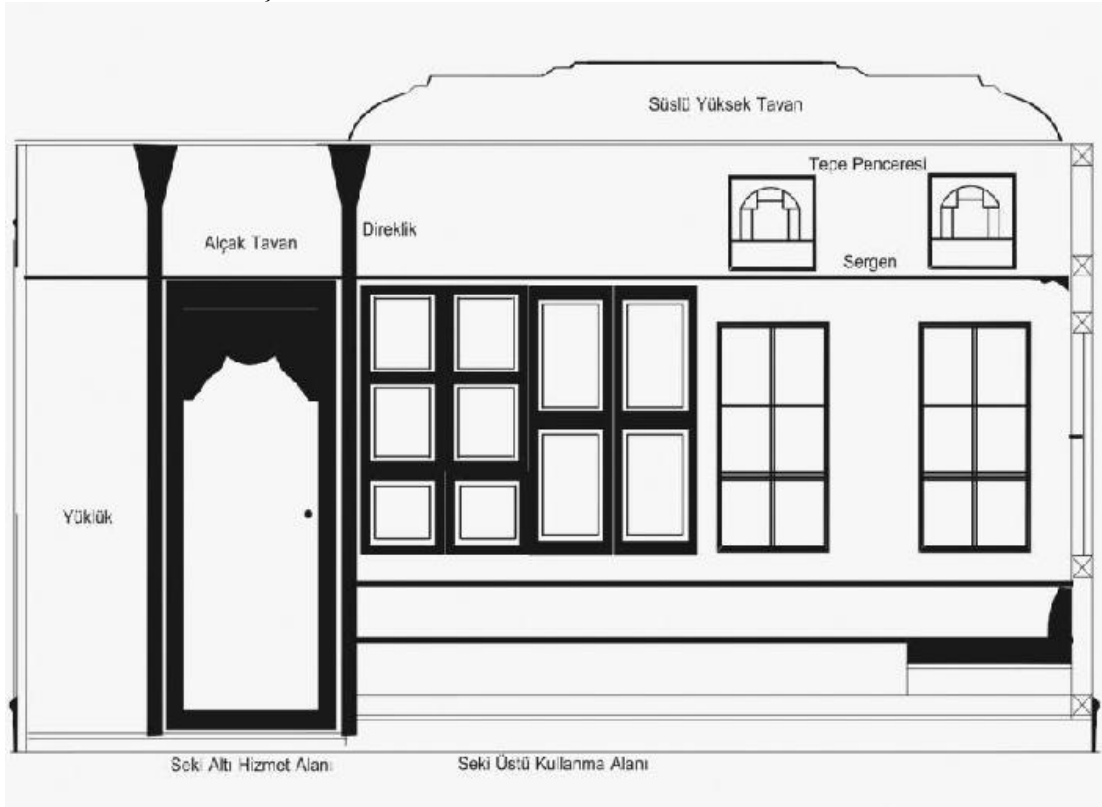 Süslü Yüksek Tavan
Tepe Penceresi
Direklik
Alçak Tavan
Sergen
Yüklük
Seki Altı Hizmet Alanı
Seki Üstü Kullanma Alanı